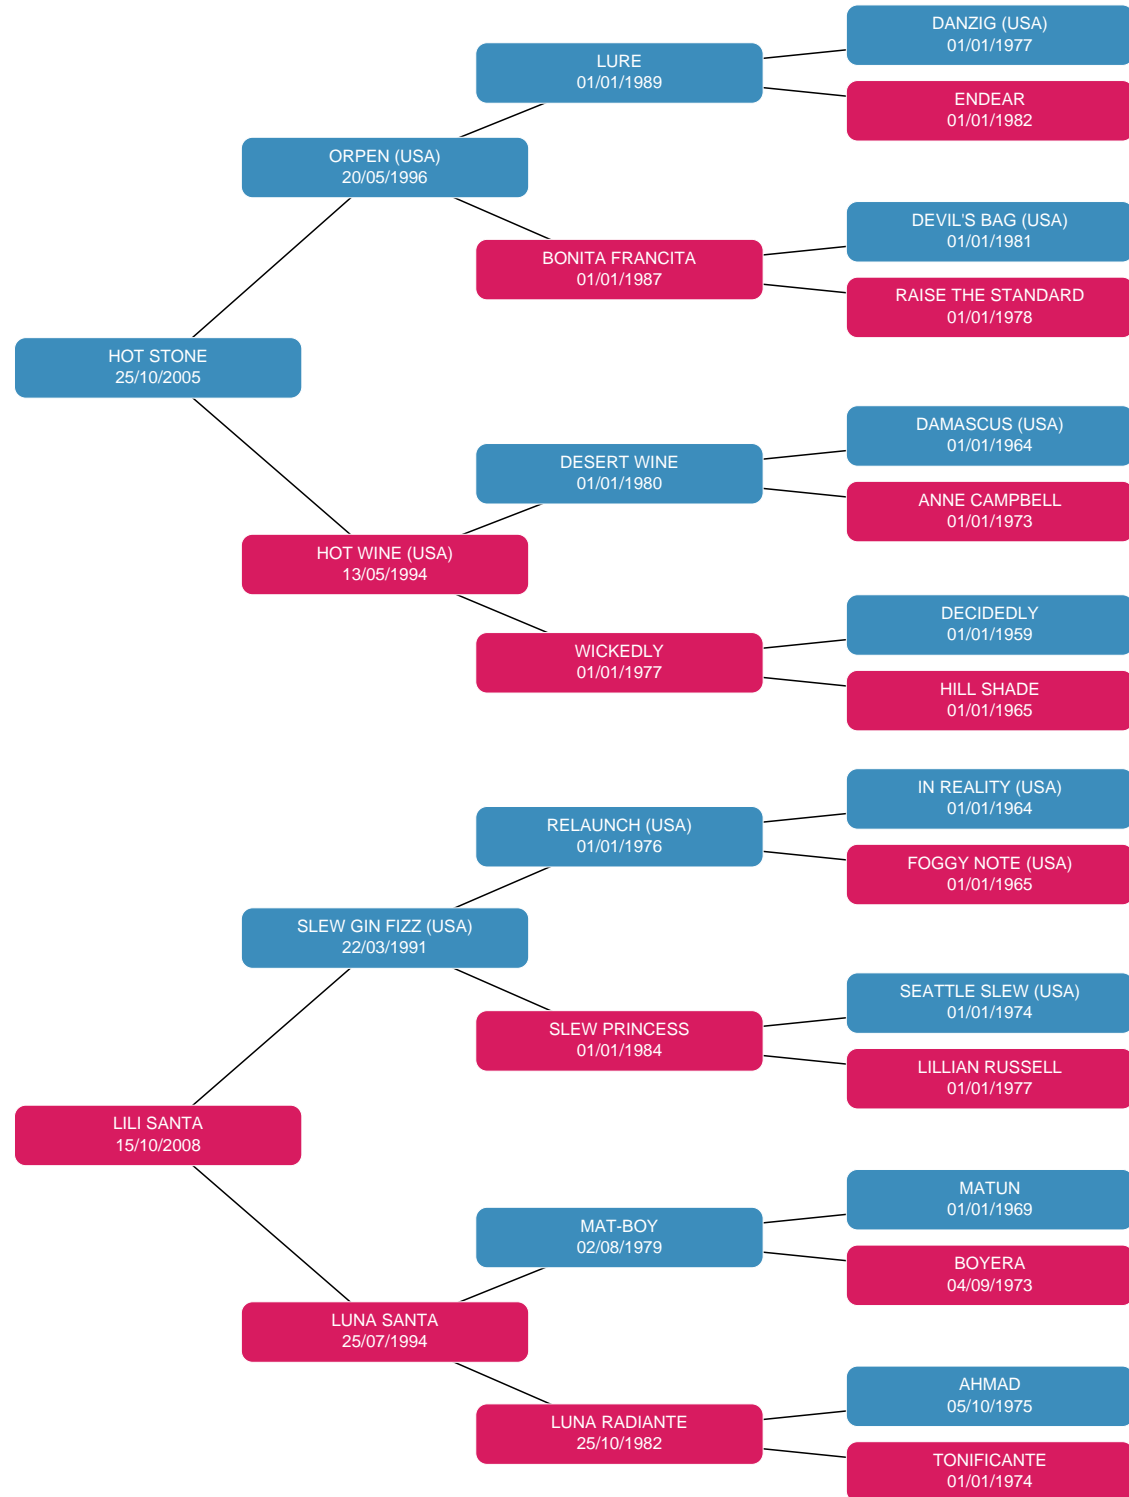 DANZIG (USA)
01/01/1977
LURE
01/01/1989
ENDEAR
01/01/1982
ORPEN (USA)
20/05/1996
DEVIL'S BAG (USA)
01/01/1981
BONITA FRANCITA
01/01/1987
RAISE THE STANDARD
01/01/1978
HOT STONE
25/10/2005
DAMASCUS (USA)
01/01/1964
DESERT WINE
01/01/1980
ANNE CAMPBELL
01/01/1973
HOT WINE (USA)
13/05/1994
DECIDEDLY
01/01/1959
WICKEDLY
01/01/1977
HILL SHADE
01/01/1965
IN REALITY (USA)
01/01/1964
RELAUNCH (USA)
01/01/1976
FOGGY NOTE (USA)
01/01/1965
SLEW GIN FIZZ (USA)
22/03/1991
SEATTLE SLEW (USA)
01/01/1974
SLEW PRINCESS
01/01/1984
LILLIAN RUSSELL
01/01/1977
LILI SANTA
15/10/2008
MATUN
01/01/1969
MAT-BOY
02/08/1979
BOYERA
04/09/1973
LUNA SANTA
25/07/1994
AHMAD
05/10/1975
LUNA RADIANTE
25/10/1982
TONIFICANTE
01/01/1974